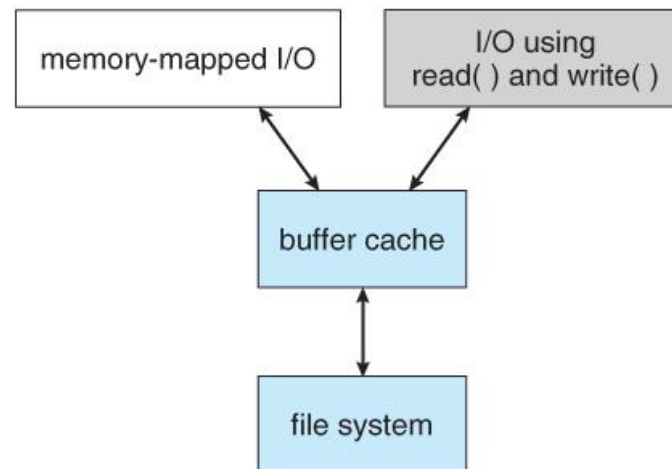 memory-mapped I/O
I/O using
read( ) and write( )
buffer cache
file system